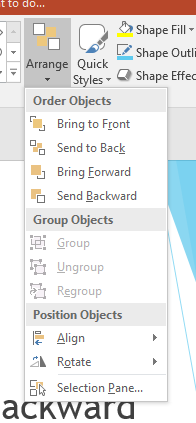 nt to do...
Arrange
Quick Styles
Shape Fill
Shape Outli
Shape Effec
Order Objects
Bring to Front
Send to Back
Bring Forward
Send Backward
Group Objects
Group
Ungroup
Regroup
Position Objects
Align
Rotate
Selection Pane...
ackward